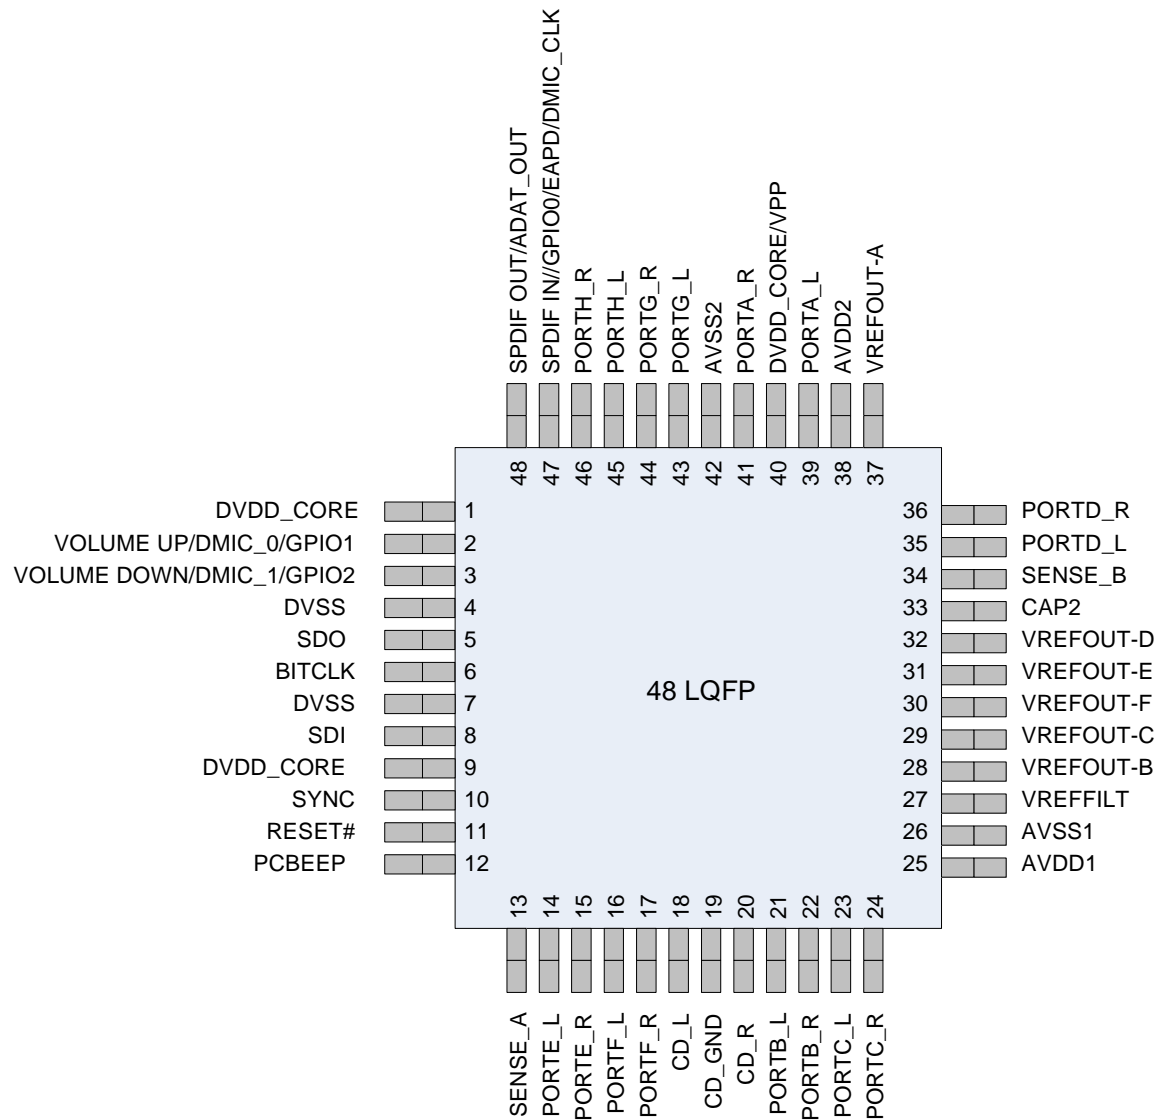 SPDIF OUT/ADAT_OUT
SPDIF IN//GPIO0/EAPD/DMIC_CLK
PORTH_R
PORTH_L
PORTG_R
PORTG_L
AVSS2
PORTA_R
DVDD_CORE/VPP
PORTA_L
AVDD2
VREFOUT-A
48
47
46
45
44
43
42
41
40
39
38
37
DVDD_CORE 1
VOLUME UP/DMIC_0/GPIO1 2
VOLUME DOWN/DMIC_1/GPIO2 3
DVSS 4
SDO 5
BITCLK 6
DVSS 7
SDI 8
DVDD_CORE 9
SYNC 10
RESET# 11
PCBEEP 12
48 LQFP
36 PORTD_R
35 PORTD_L
34 SENSE_B
33 CAP2
32 VREFOUT-D
31 VREFOUT-E
30 VREFOUT-F
29 VREFOUT-C
28 VREFOUT-B
27 VREFFILT
26 AVSS1
25 AVDD1
13
14
15
16
17
18
19
20
21
22
23
24
SENSE_A
PORTE_L
PORTE_R
PORTF_L
PORTF_R
CD_L
CD_GND
CD_R
PORTB_L
PORTB_R
PORTC_L
PORTC_R